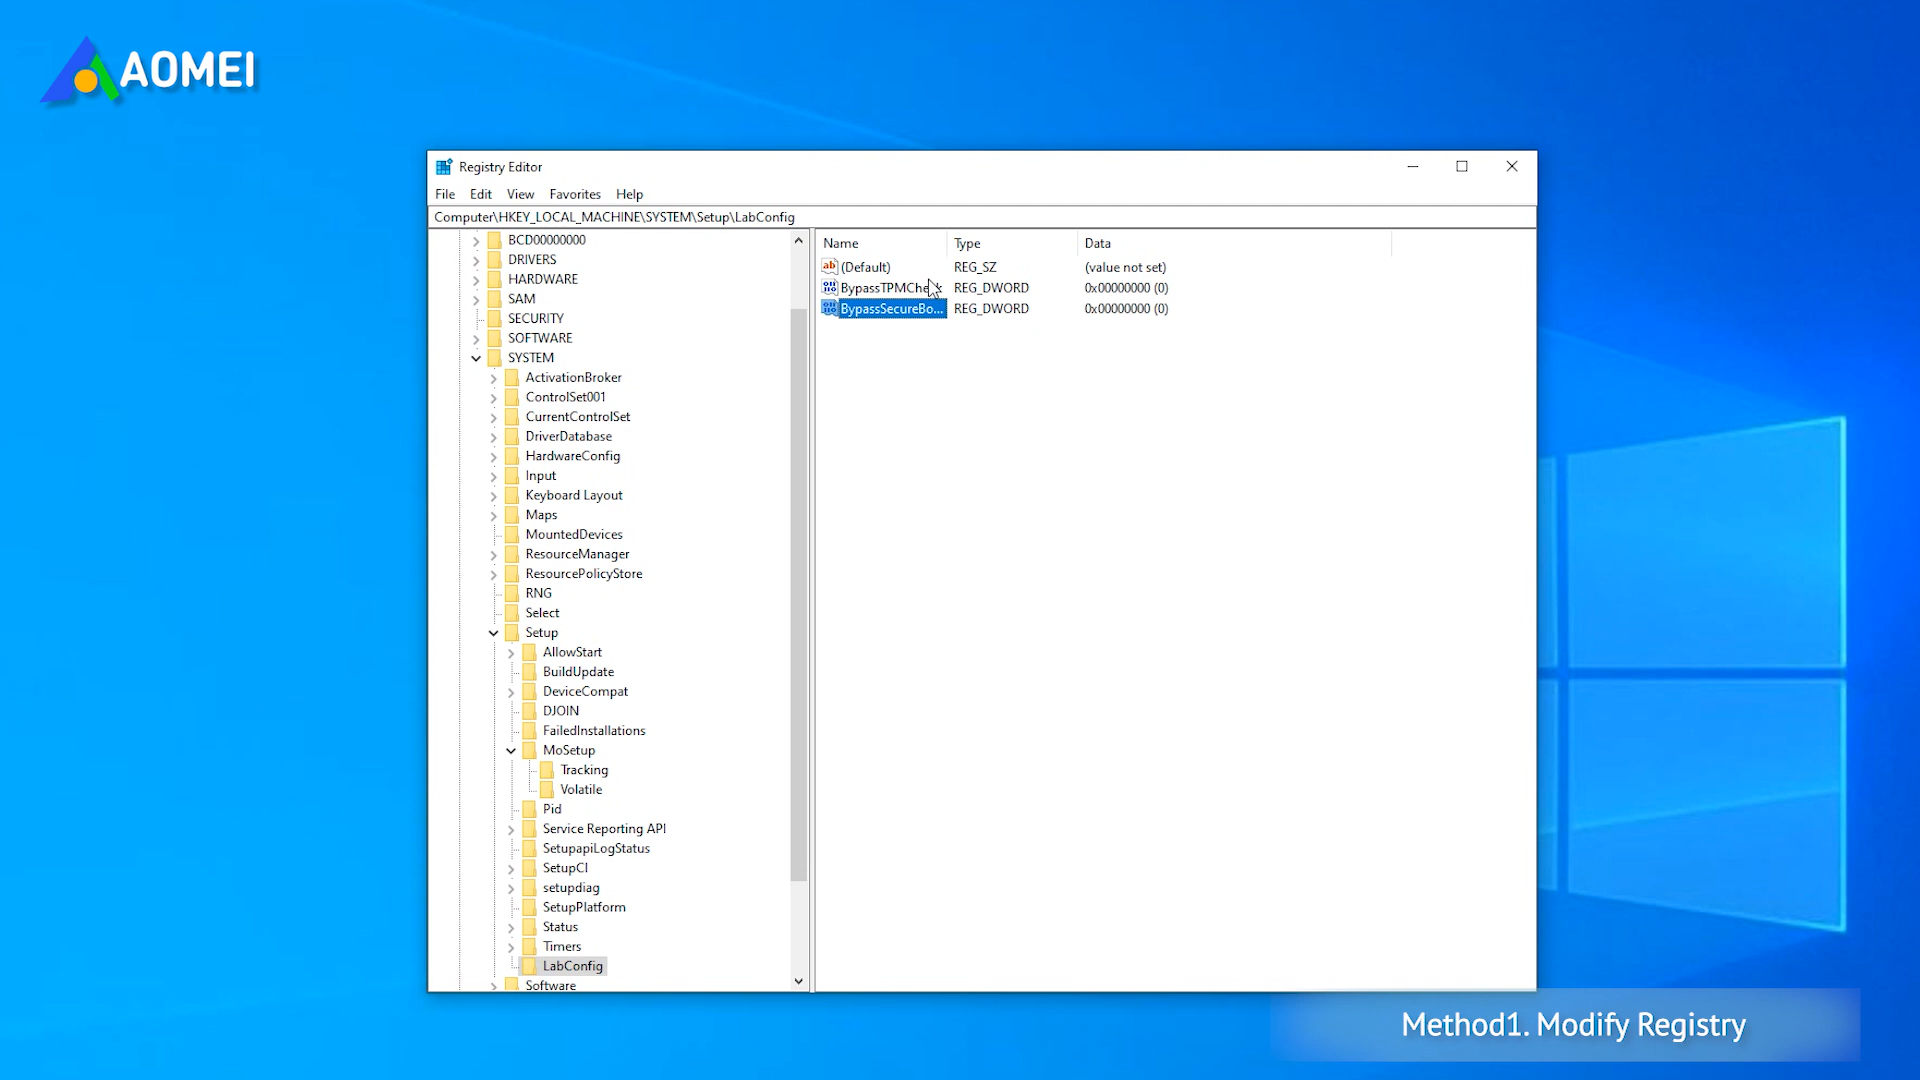 AOMEI
Registry Editor
File Edit View Favorites Help
Computer\HKEY_LOCAL_MACHINE\SYSTEM\Setup\LabConfig
BCD00000000
DRIVERS
HARDWARE
SAM
SECURITY
SOFTWARE
SYSTEM
ActivationBroker
ControlSet001
CurrentControlSet
DriverDatabase
HardwareConfig
Input
Keyboard Layout
Maps
MountedDevices
ResourceManager
ResourcePolicyStore
RNG
Select
Setup
AllowStart
BuildUpdate
DeviceCompat
DJOIN
FailedInstallations
MoSetup
Tracking
Volatile
Pid
Service Reporting API
SetupapiLogStatus
SetupCl
setupdiag
SetupPlatform
Status
Timers
LabConfig
Software
Name Type Data
(Default) REG_SZ (value not set)
BypassTPMCheck REG_DWORD 0x00000000 (0)
BypassSecureBo... REG_DWORD 0x00000000 (0)
Method1. Modify Registry